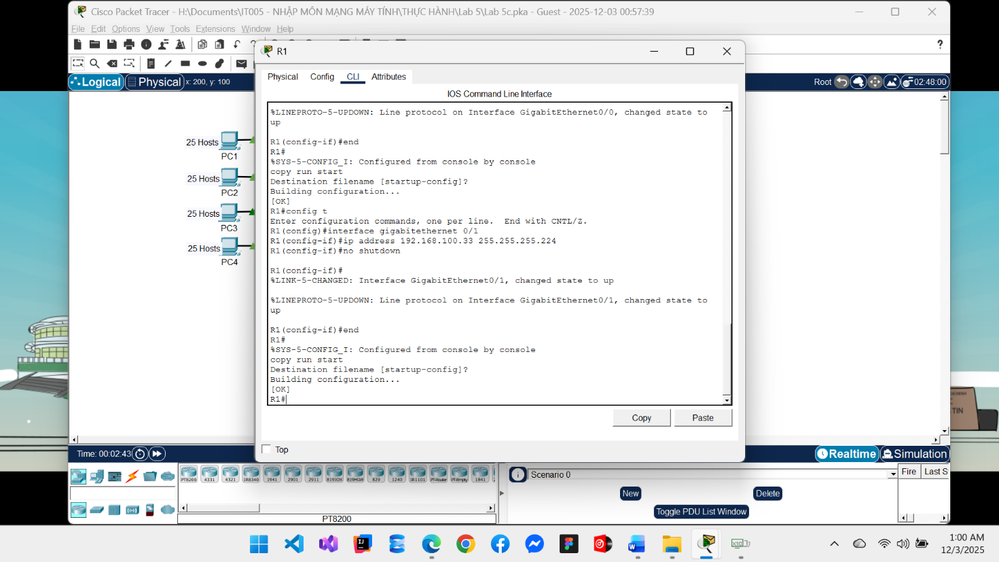 Cisco Packet Tracer - H:\Documents\IT005 - NHẬP MÔN MẠNG MÁY TÍNH\THỰC HÀNH\Lab 5\Lab 5c.pka - Guest - 2025-12-03 00:57:39
File Edit Options View Tools Extensions Window Help
R1
?
Logical Physical x: 200, y: 100
Root 02:48:00
Physical Config CLI Attributes
IOS Command Line Interface
%LINEPROTO-5-UPDOWN: Line protocol on Interface GigabitEthernet0/0, changed state to
up
R1(config-if)#end
R1#
%SYS-5-CONFIG_I: Configured from console by console
copy run start
Destination filename [startup-config]?
Building configuration...
[OK]
R1#config t
Enter configuration commands, one per line.  End with CNTL/Z.
R1(config)#interface gigabitethernet 0/1
R1(config-if)#ip address 192.168.100.33 255.255.255.224
R1(config-if)#no shutdown
R1(config-if)#
%LINK-5-CHANGED: Interface GigabitEthernet0/1, changed state to up
%LINEPROTO-5-UPDOWN: Line protocol on Interface GigabitEthernet0/1, changed state to
up
R1(config-if)#end
R1#
%SYS-5-CONFIG_I: Configured from console by console
copy run start
Destination filename [startup-config]?
Building configuration...
[OK]
R1#
Copy Paste
Top
25 Hosts
PC1
25 Hosts
PC2
25 Hosts
PC3
25 Hosts
PC4
TIN
Time: 00:02:43
Realtime Simulation
PT8200 4331 4321 IR8340 1941 2901 2911 819IOX 819HGW 829 1240 IR1101 PT-Router PT-Empty 1841
PT8200
Scenario 0
New Delete
Toggle PDU List Window
Fire Last S
1:00 AM
12/3/2025